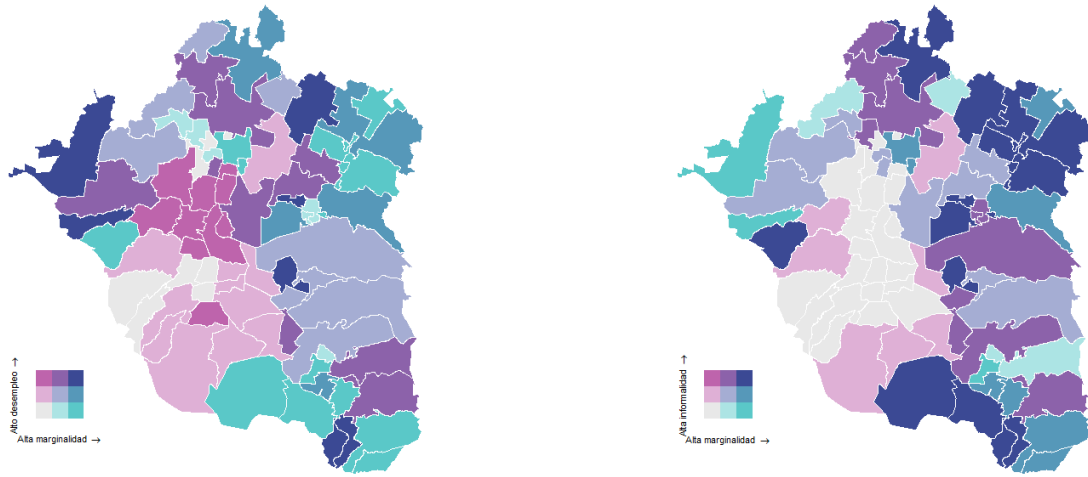 Alto desempleo →
Alta marginalidad →
Alta informalidad →
Alta marginalidad →